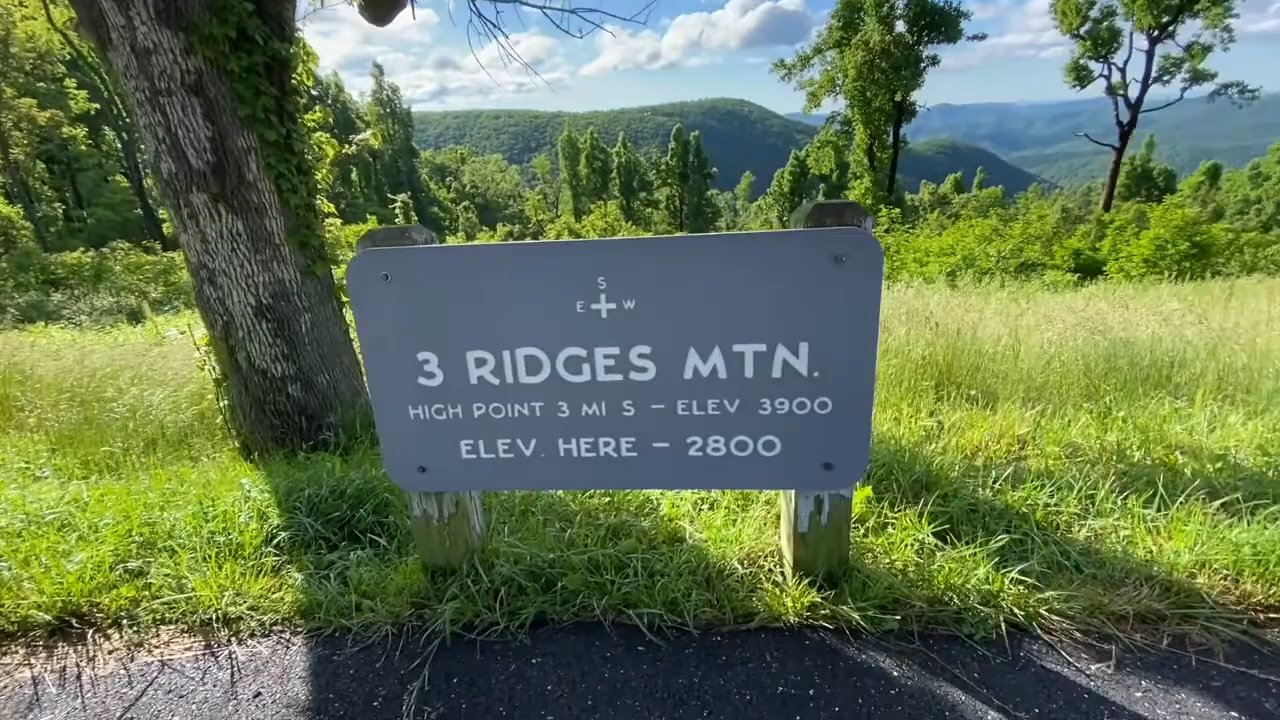 S
E W
3 RIDGES MTN.
HIGH POINT 3 MI S – ELEV 3900
ELEV. HERE – 2800